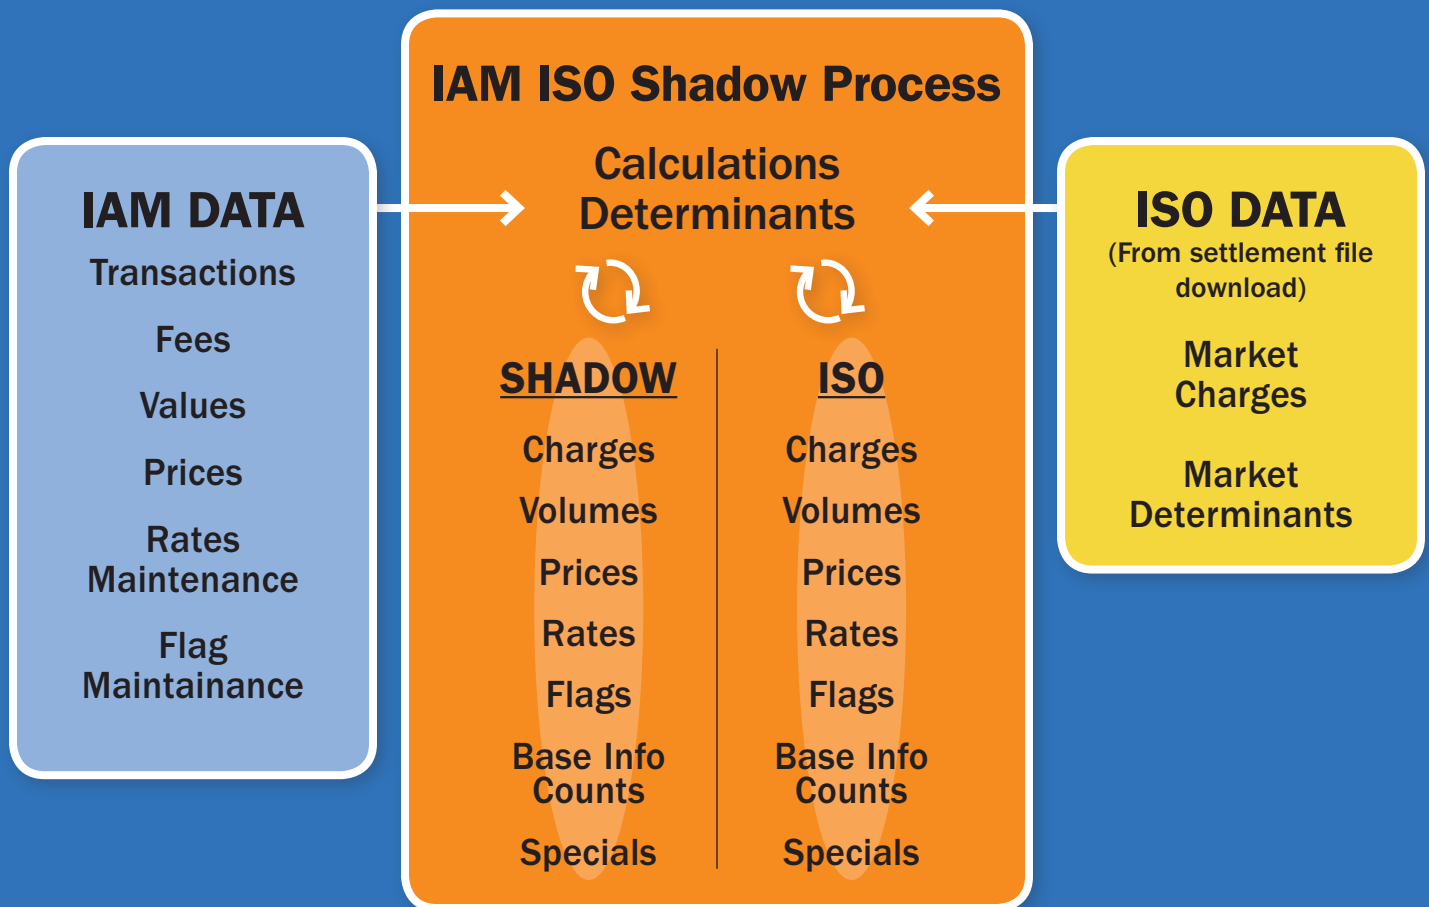 IAM ISO Shadow Process
Calculations
Determinants
IAM DATA
Transactions
Fees
Values
Prices
Rates
Maintenance
Flag
Maintainance
SHADOW
Charges
Volumes
Prices
Rates
Flags
Base Info
Counts
Specials
ISO
Charges
Volumes
Prices
Rates
Flags
Base Info
Counts
Specials
ISO DATA
(From settlement file
download)
Market
Charges
Market
Determinants